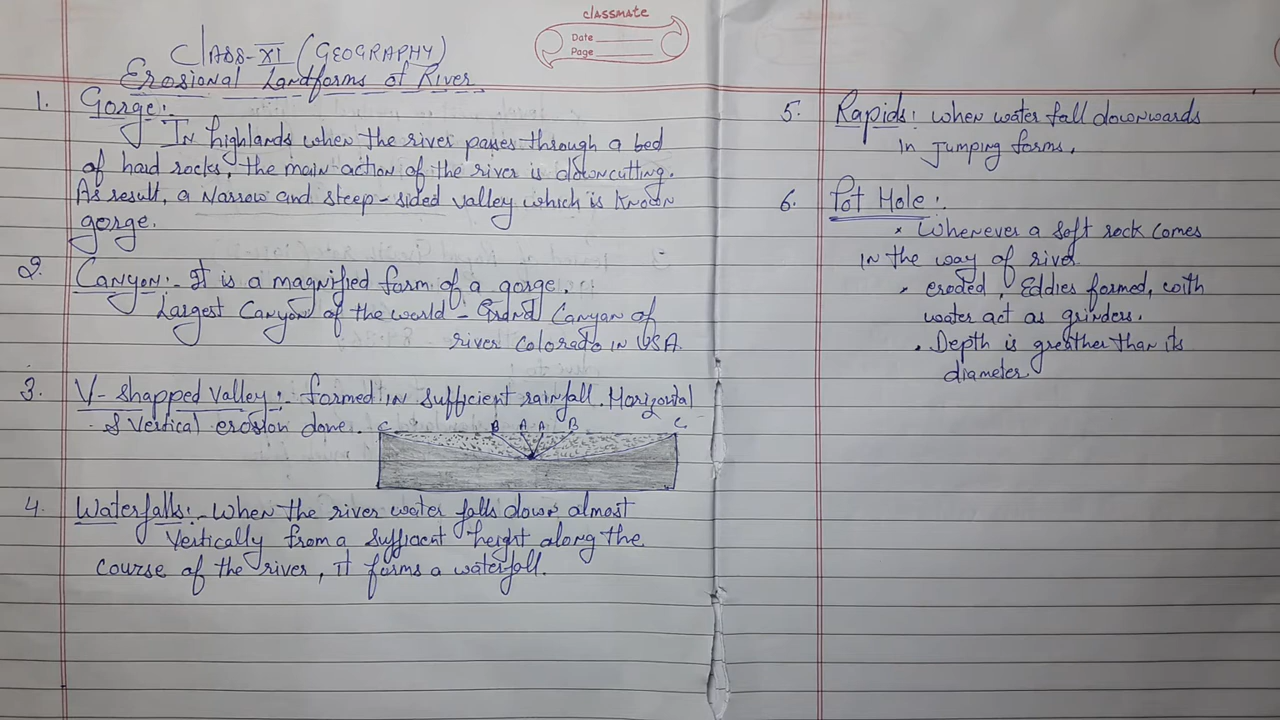 classmate
Date
Page
CLASS-XI (GEOGRAPHY)
Erosional Landforms of River
1. Gorge:
In highlands when the river passes through a bed
of hard rocks, the main action of the river is downcutting.
As result, a narrow and steep-sided valley which is known
gorge.
2. Canyon:- It is a magnified form of a gorge.
Largest Canyon of the world - Grand Canyan of
river Colorado in USA.
3. V-shapped valley: formed in sufficient rainfall. Horizontal
& vertical erosion done.
C B A A B C
4. Waterfalls:- When the river water falls down almost
vertically from a sufficent height along the
course of the river, it forms a waterfall.
5. Rapids: when water fall downwards
in jumping forms.
6. Pot Hole:
* Whenever a soft rock comes
in the way of river
* eroded, Eddies formed, with
water act as grinders.
• Depth is greather than its
diameter